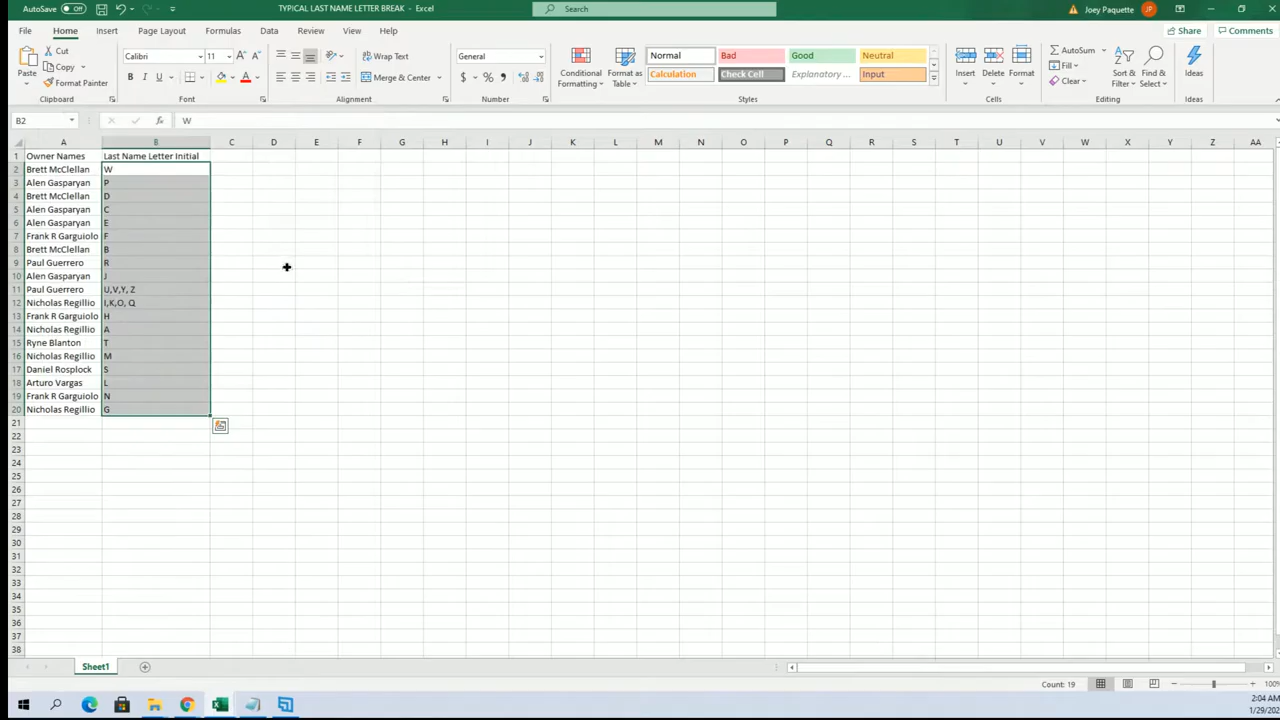 AutoSave Off
TYPICAL LAST NAME LETTER BREAK - Excel
Search
Joey Paquette JP
File Home Insert Page Layout Formulas Data Review View Help
Share Comments
Paste
Cut
Copy
Format Painter
Clipboard
Calibri 11
B I U
Font
Wrap Text
Merge & Center
Alignment
General
$ % 9
Number
Conditional Formatting
Format as Table
Normal Bad Good Neutral
Calculation Check Cell Explanatory ... Input
Styles
Insert Delete Format
Cells
AutoSum
Fill
Clear
Sort & Filter
Find & Select
Editing
Ideas
Ideas
B2 fx W
A B C D E F G H I J K L M N O P Q R S T U V W X Y Z AA
1 Owner Names Last Name Letter Initial
2 Brett McClellan W
3 Alen Gasparyan P
4 Brett McClellan D
5 Alen Gasparyan C
6 Alen Gasparyan E
7 Frank R Garguiolo F
8 Brett McClellan B
9 Paul Guerrero R
10 Alen Gasparyan J
11 Paul Guerrero U,V,Y, Z
12 Nicholas Regillio I,K,O, Q
13 Frank R Garguiolo H
14 Nicholas Regillio A
15 Ryne Blanton T
16 Nicholas Regillio M
17 Daniel Rosplock S
18 Arturo Vargas L
19 Frank R Garguiolo N
20 Nicholas Regillio G
21
22
23
24
25
26
27
28
29
30
31
32
33
34
35
36
37
38
Sheet1
Count: 19 100%
2:04 AM
1/29/202